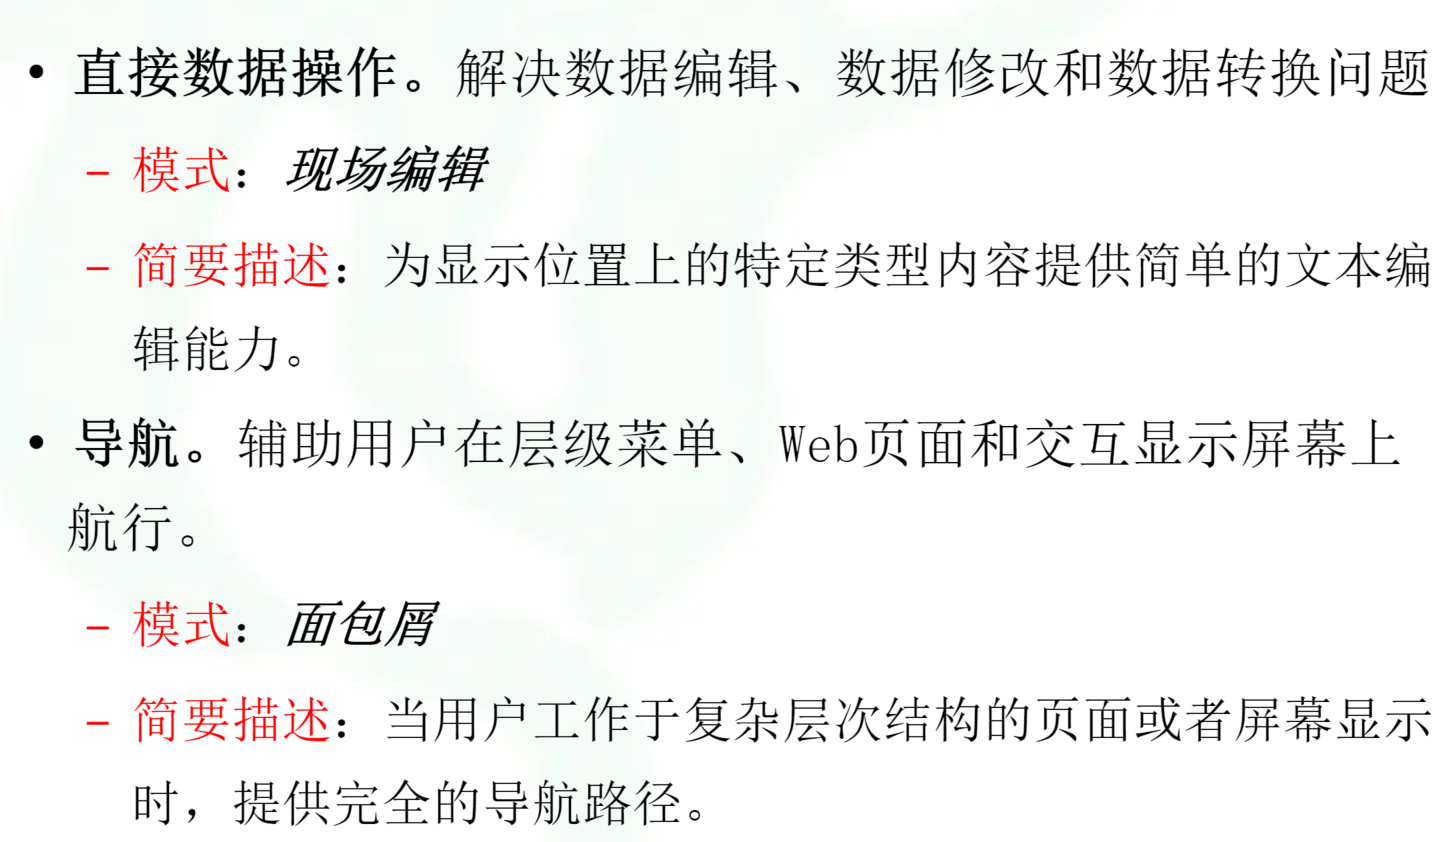 • 直接数据操作。解决数据编辑、数据修改和数据转换问题
– 模式：现场编辑
– 简要描述：为显示位置上的特定类型内容提供简单的文本编
辑能力。
• 导航。辅助用户在层级菜单、Web页面和交互显示屏幕上
航行。
– 模式：面包屑
– 简要描述：当用户工作于复杂层次结构的页面或者屏幕显示
时，提供完全的导航路径。